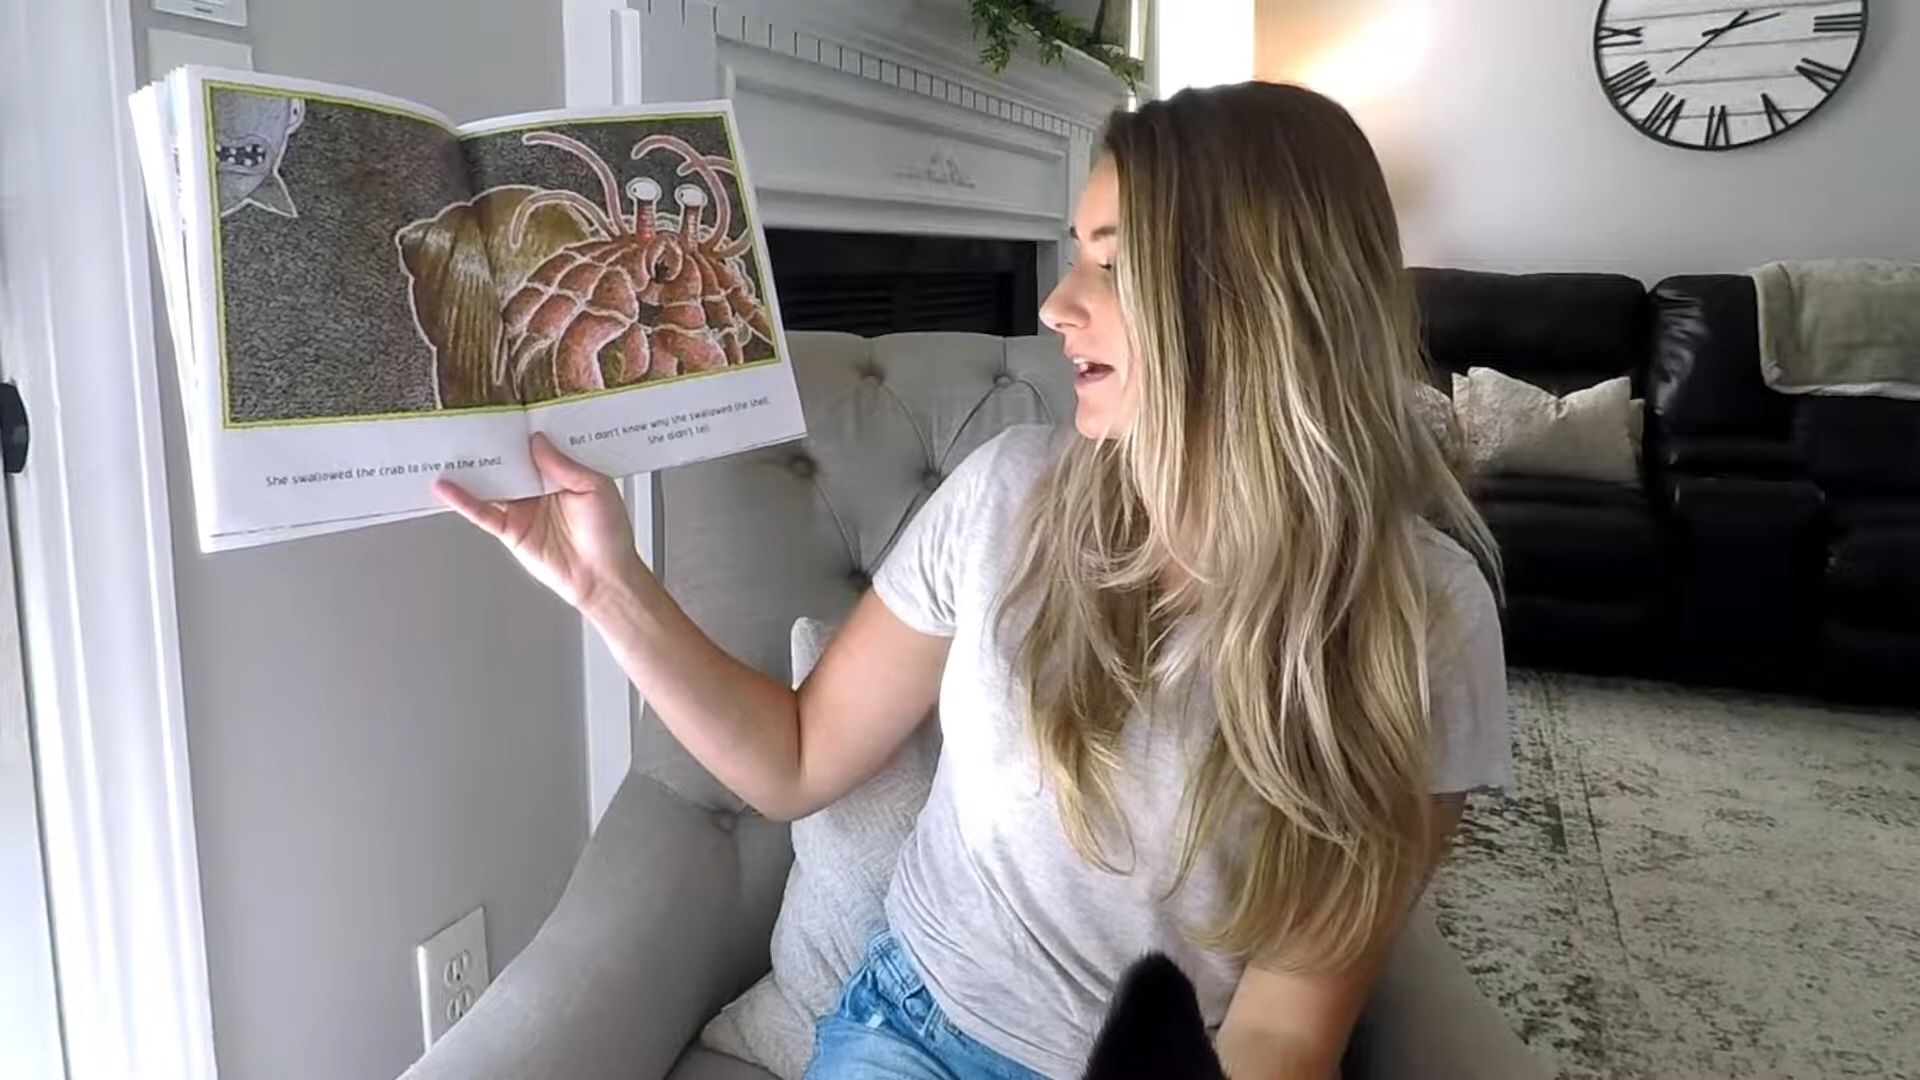 She swallowed the crab to live in the shell.
But I don't know why she swallowed the shell.
She didn't tell.